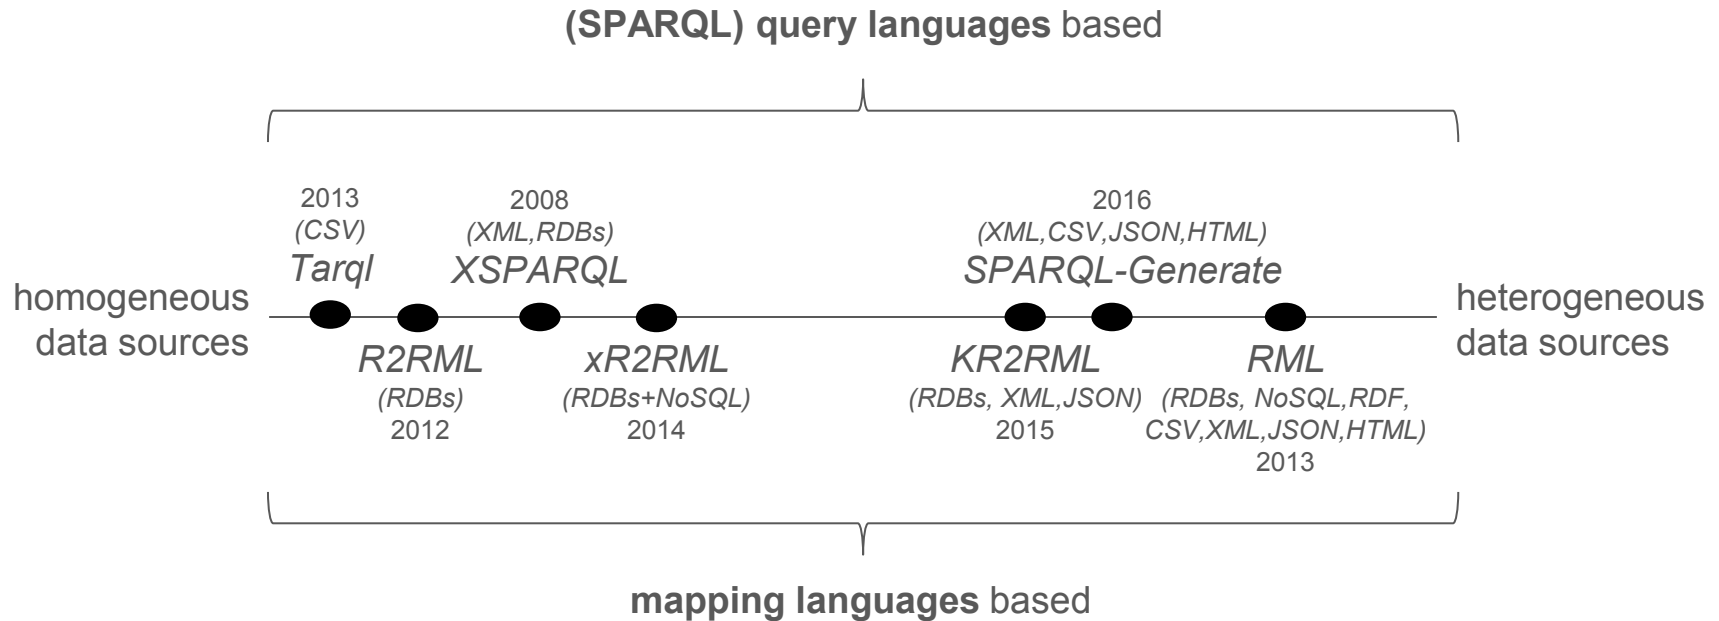 (SPARQL) query languages based
2013
(CSV)
Tarql
2008
(XML,RDBs)
XSPARQL
2016
(XML,CSV,JSON,HTML)
SPARQL-Generate
homogeneous
data sources
heterogeneous
data sources
R2RML
(RDBs)
2012
xR2RML
(RDBs+NoSQL)
2014
KR2RML
(RDBs, XML,JSON)
2015
RML
(RDBs, NoSQL,RDF,
CSV,XML,JSON,HTML)
2013
mapping languages based